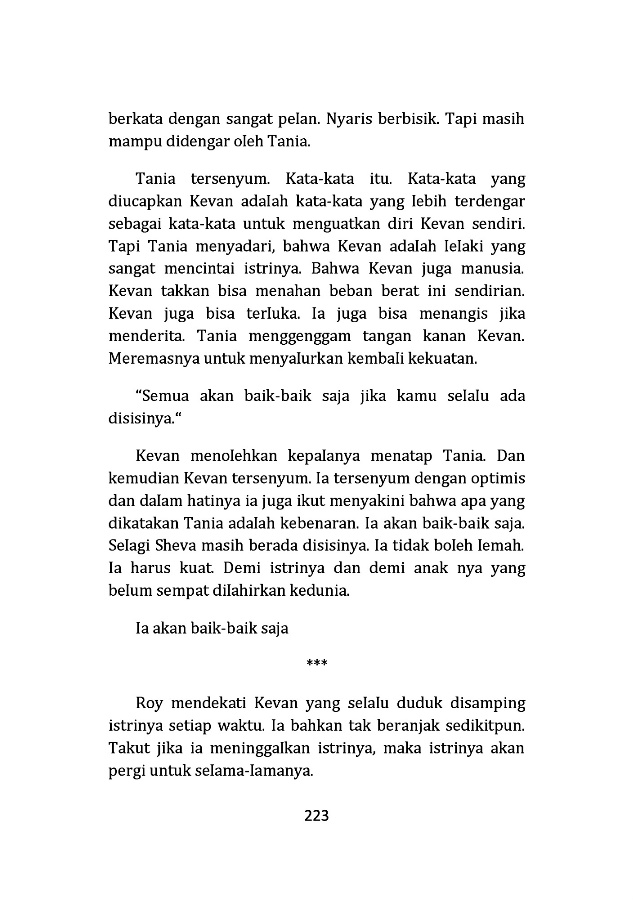 berkata dengan sangat pelan. Nyaris berbisik. Tapi masih
mampu didengar oleh Tania.
Tania tersenyum. Kata-kata itu. Kata-kata yang
diucapkan Kevan adalah kata-kata yang lebih terdengar
sebagai kata-kata untuk menguatkan diri Kevan sendiri.
Tapi Tania menyadari, bahwa Kevan adalah lelaki yang
sangat mencintai istrinya. Bahwa Kevan juga manusia.
Kevan takkan bisa menahan beban berat ini sendirian.
Kevan juga bisa terluka. Ia juga bisa menangis jika
menderita. Tania menggenggam tangan kanan Kevan.
Meremasnya untuk menyalurkan kembali kekuatan.
“Semua akan baik-baik saja jika kamu selalu ada
disisinya.“
Kevan menolehkan kepalanya menatap Tania. Dan
kemudian Kevan tersenyum. Ia tersenyum dengan optimis
dan dalam hatinya ia juga ikut menyakini bahwa apa yang
dikatakan Tania adalah kebenaran. Ia akan baik-baik saja.
Selagi Sheva masih berada disisinya. Ia tidak boleh lemah.
Ia harus kuat. Demi istrinya dan demi anak nya yang
belum sempat dilahirkan kedunia.
Ia akan baik-baik saja
***
Roy mendekati Kevan yang selalu duduk disamping
istrinya setiap waktu. Ia bahkan tak beranjak sedikitpun.
Takut jika ia meninggalkan istrinya, maka istrinya akan
pergi untuk selama-lamanya.
223